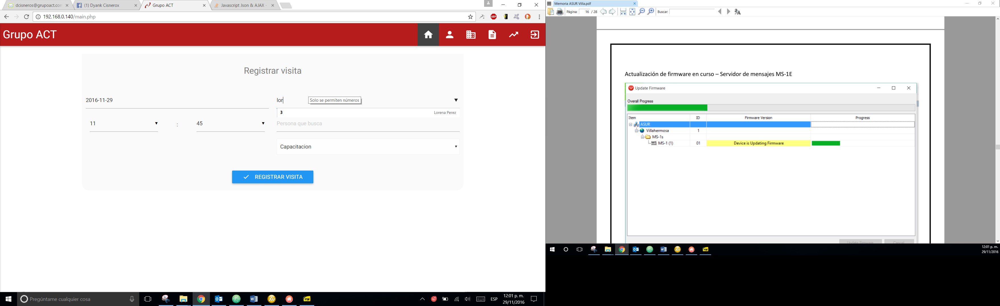 dcisneros@grupoact.com
(1) Dyank Cisnerox
Grupo ACT
Javascript Json & AJAX -
192.168.0.140/main.php
ABP
Grupo ACT
Registrar visita
2016-11-29
lor
Solo se permiten números
3 Lorena Perez
11 : 45
Persona que busca
Capacitacion
REGISTRAR VISITA
Pregúntame cualquier cosa
ESP
12:01 p. m.
29/11/2016
Memoria ASUR Villa.pdf
Página: 16 / 28 Buscar:
Actualización de firmware en curso – Servidor de mensajes MS-1E
Update Firmware
Overall Progress
Item ID Firmware Version Progress
ASUR
Villahermosa 1
MS-1s
MS MS-1 (1) 01 Device is Updating Firmware
Update Firmware Cancel
12:01 p. m.
29/11/2016